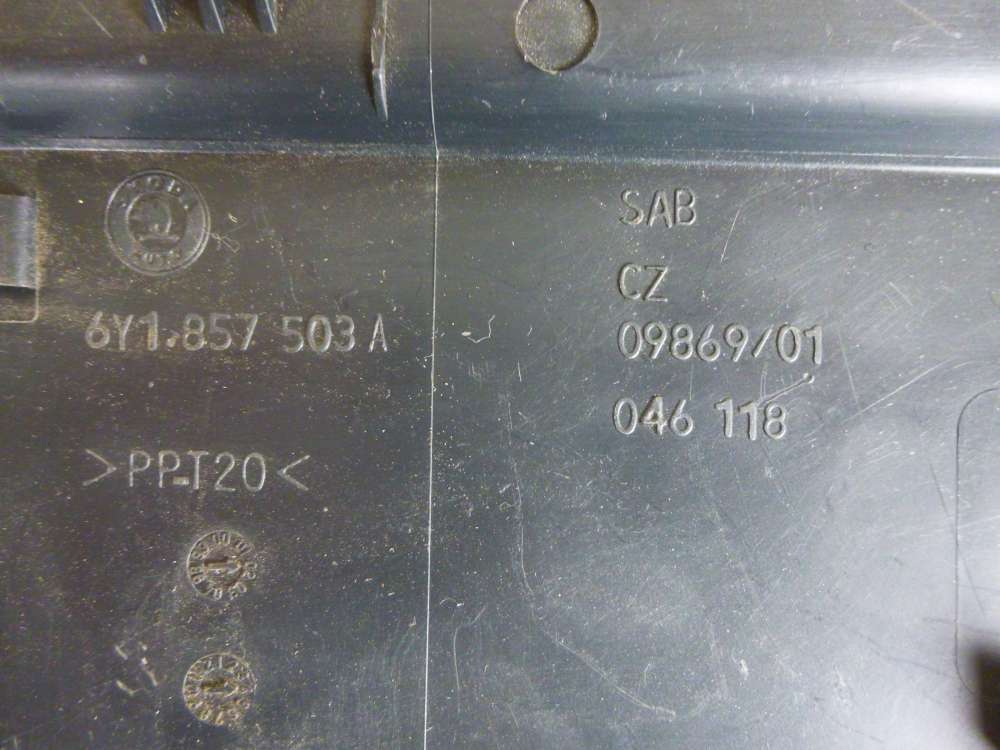 SAB
CZ
6Y1.857 503 A
09869/01
046 118
>PP-T20<